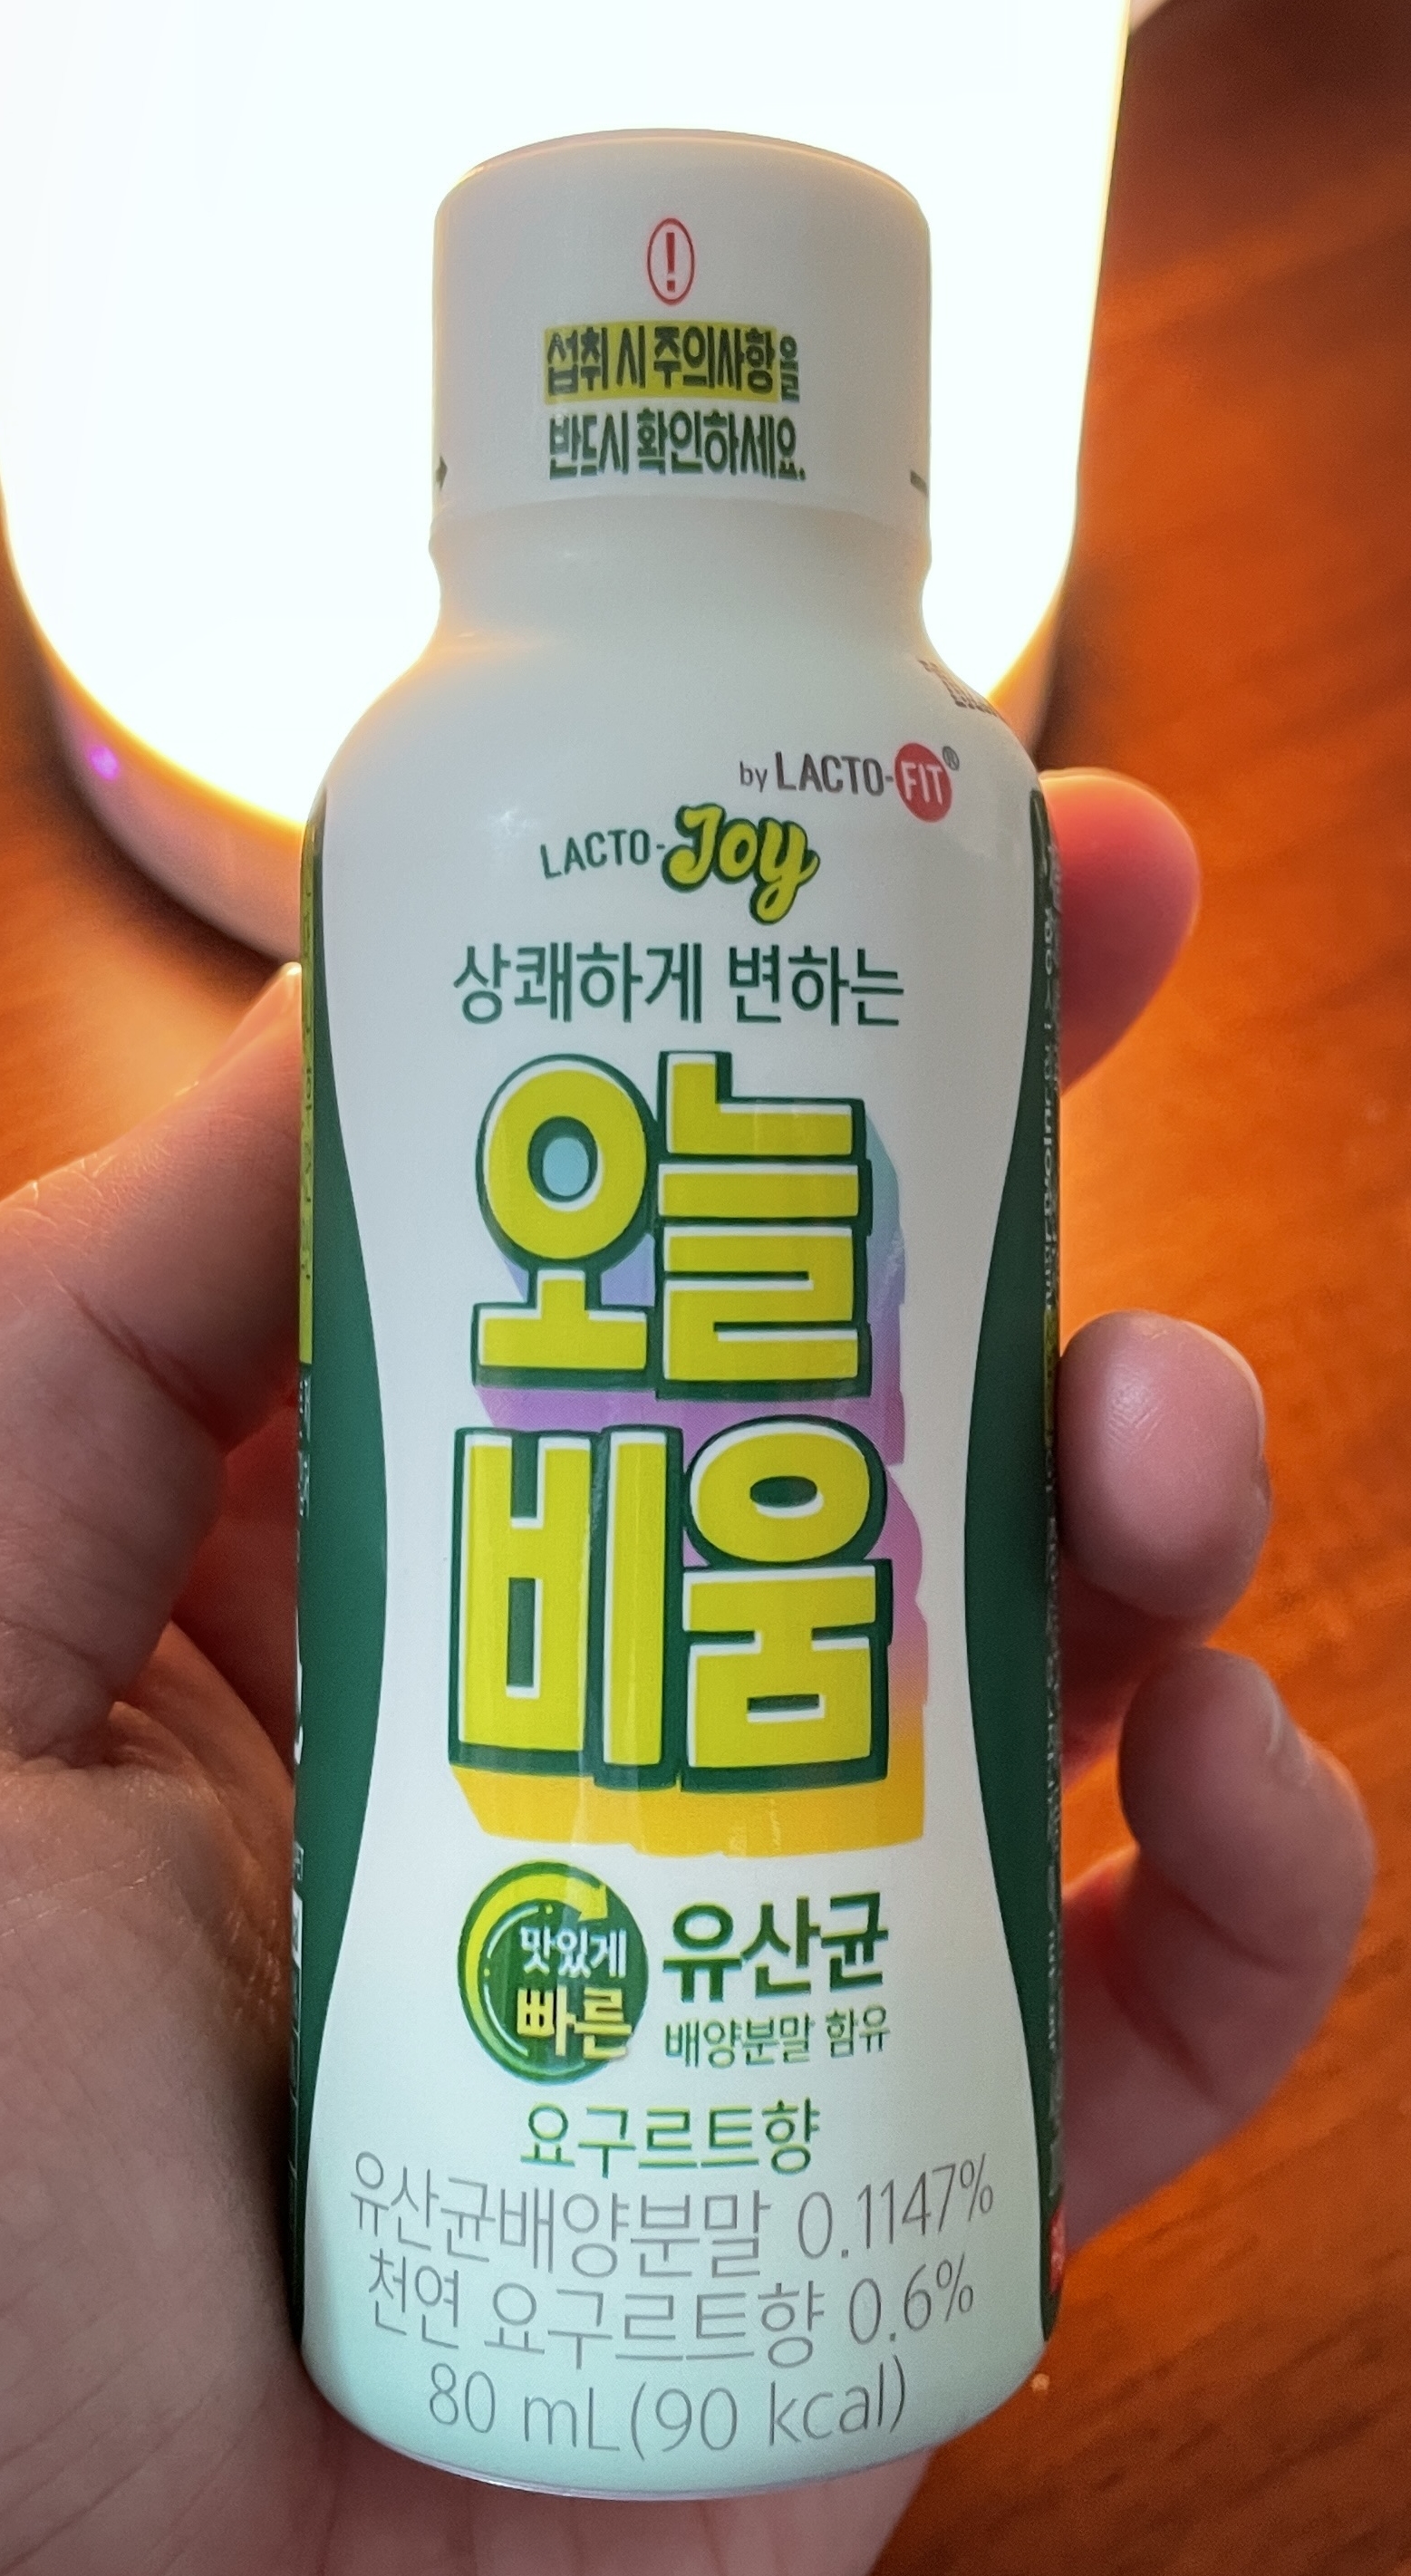 !
섭취 시 주의사항을
반드시 확인하세요.
by LACTO-FIT®
LACTO-Joy
상쾌하게 변하는
오늘
비움
맛있게
빠른
유산균
배양분말 함유
요구르트향
유산균배양분말 0.1147%
천연 요구르트향 0.6%
80 mL(90 kcal)